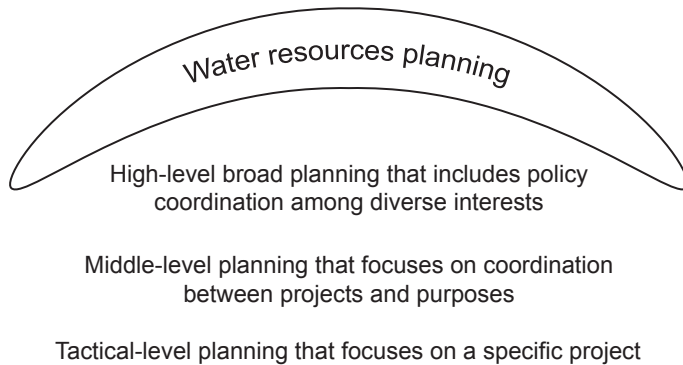 Water resources planning
High-level broad planning that includes policy
coordination among diverse interests
Middle-level planning that focuses on coordination
between projects and purposes
Tactical-level planning that focuses on a specific project